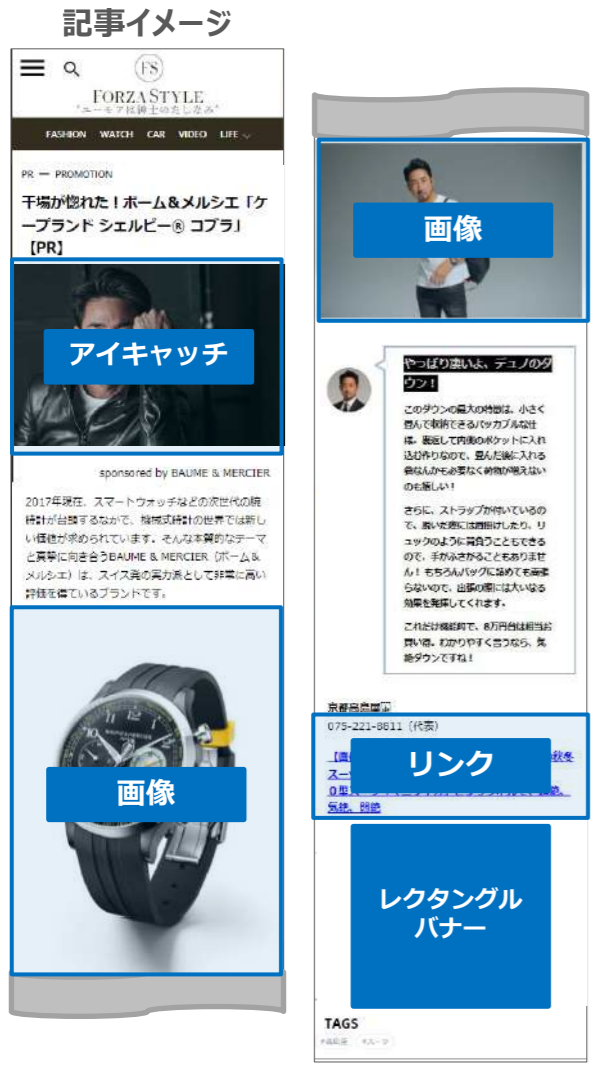 記事イメージ
FS
FORZA STYLE
"ユーモアは紳士のたしなみ"
FASHION WATCH CAR VIDEO LIFE
PR ー PROMOTION
干場が惚れた！ボーム&メルシエ「ケ
ープランド シェルビー® コブラ」
【PR】
アイキャッチ
sponsored by BAUME & MERCIER
2017年現在、スマートウォッチなどの次世代の腕
時計が台頭するなかで、機械式時計の世界では新し
い価値が求められています。そんな本質的なテーマ
と真摯に向き合うBAUME & MERCIER（ボーム＆
メルシエ）は、スイス発の実力派として非常に高い
評価を得ているブランドです。
画像
画像
やっぱり凄いよ、デュノのダ
ウン！
このダウンの最大の特徴は、小さく
畳んで収納できるパッカブルな仕
様。裏返して内側のポケットに入れ
込む作りなので、畳んだ後に入れる
袋なんかも必要なく荷物が増えない
のも嬉しい！
さらに、ストラップが付いているの
で、脱いだ際には肩掛けしたり、リ
ュックのように背負うこともできる
ので、手がふさがることもありませ
ん！もちろんバッグに詰めても嵩張
らないので、出張の際には大いなる
効果を発揮してくれます。
これだけ機能的で、8万円台は相当お
買い得。わかりやすく言うなら、気
絶ダウンですね！
京都高島屋
075-221-8811（代表）
秋冬
スー
リンク
気絶、悶絶
レクタングル
バナー
TAGS